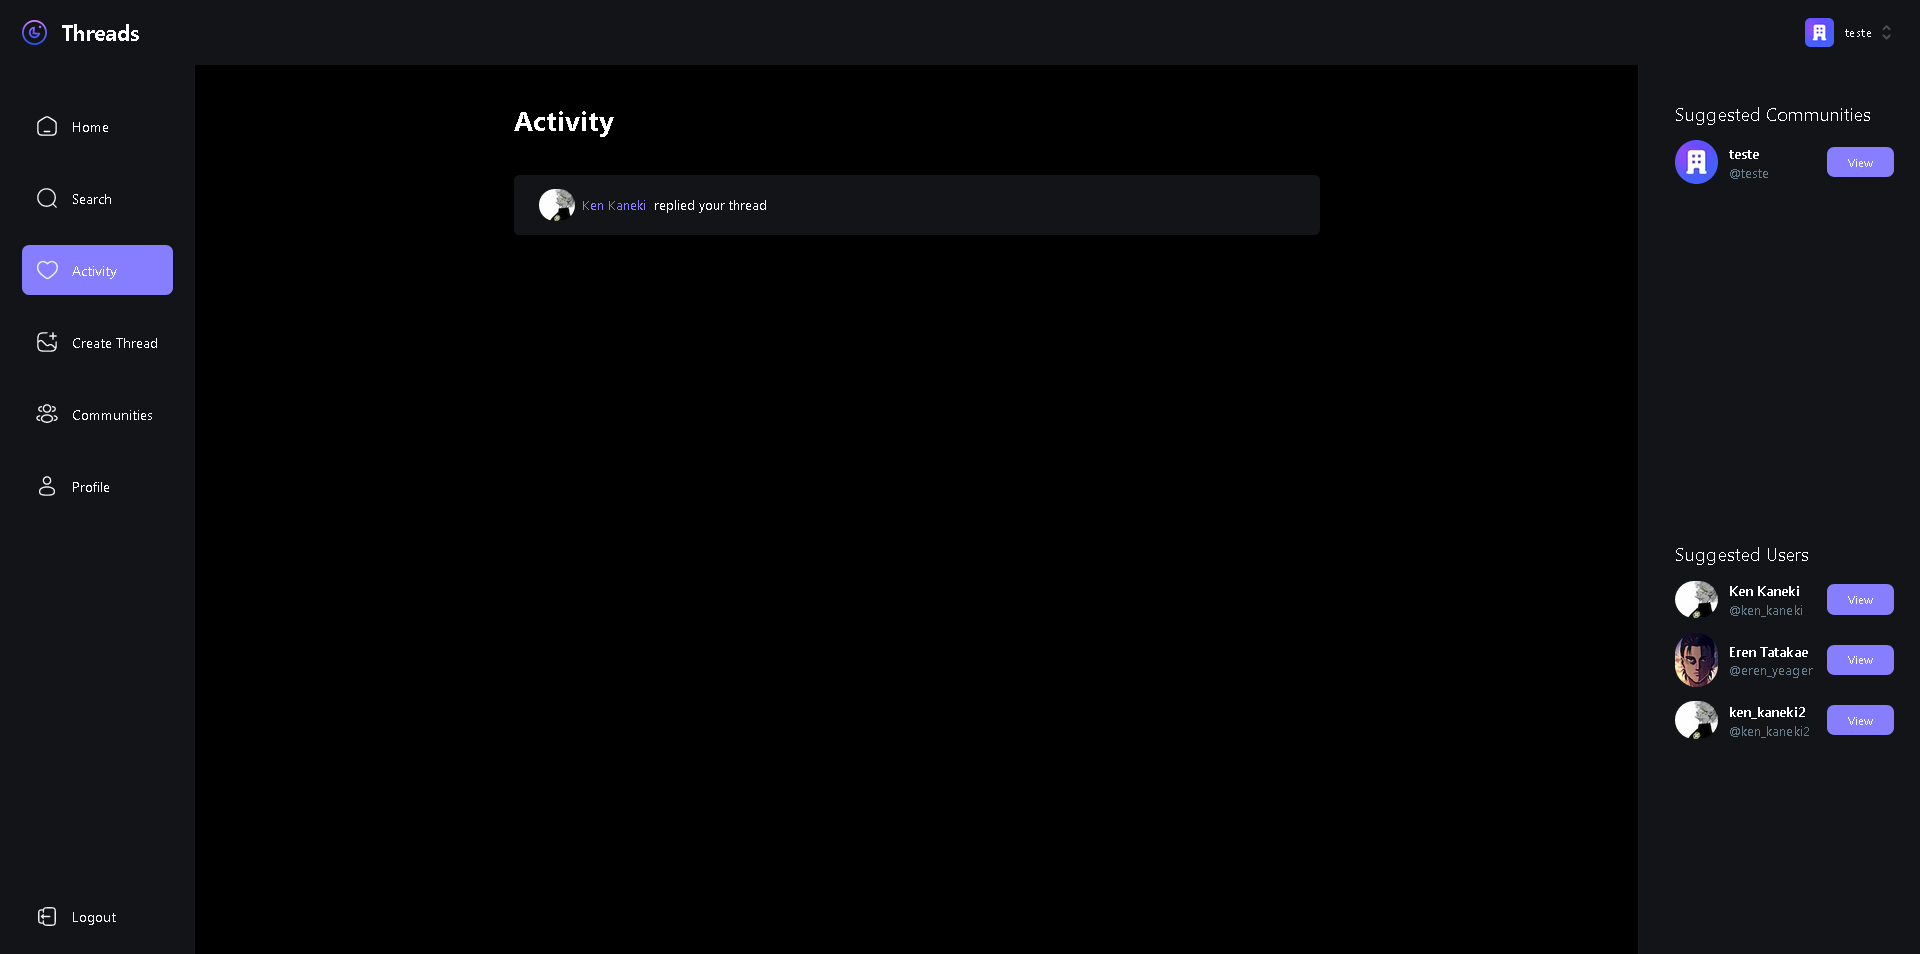 Threads
teste
Home
Search
Activity
Create Thread
Communities
Profile
Logout
Activity
Ken Kaneki replied your thread
Suggested Communities
teste
@teste
View
Suggested Users
Ken Kaneki
@ken_kaneki
View
Eren Tatakae
@eren_yeager
View
ken_kaneki2
@ken_kaneki2
View